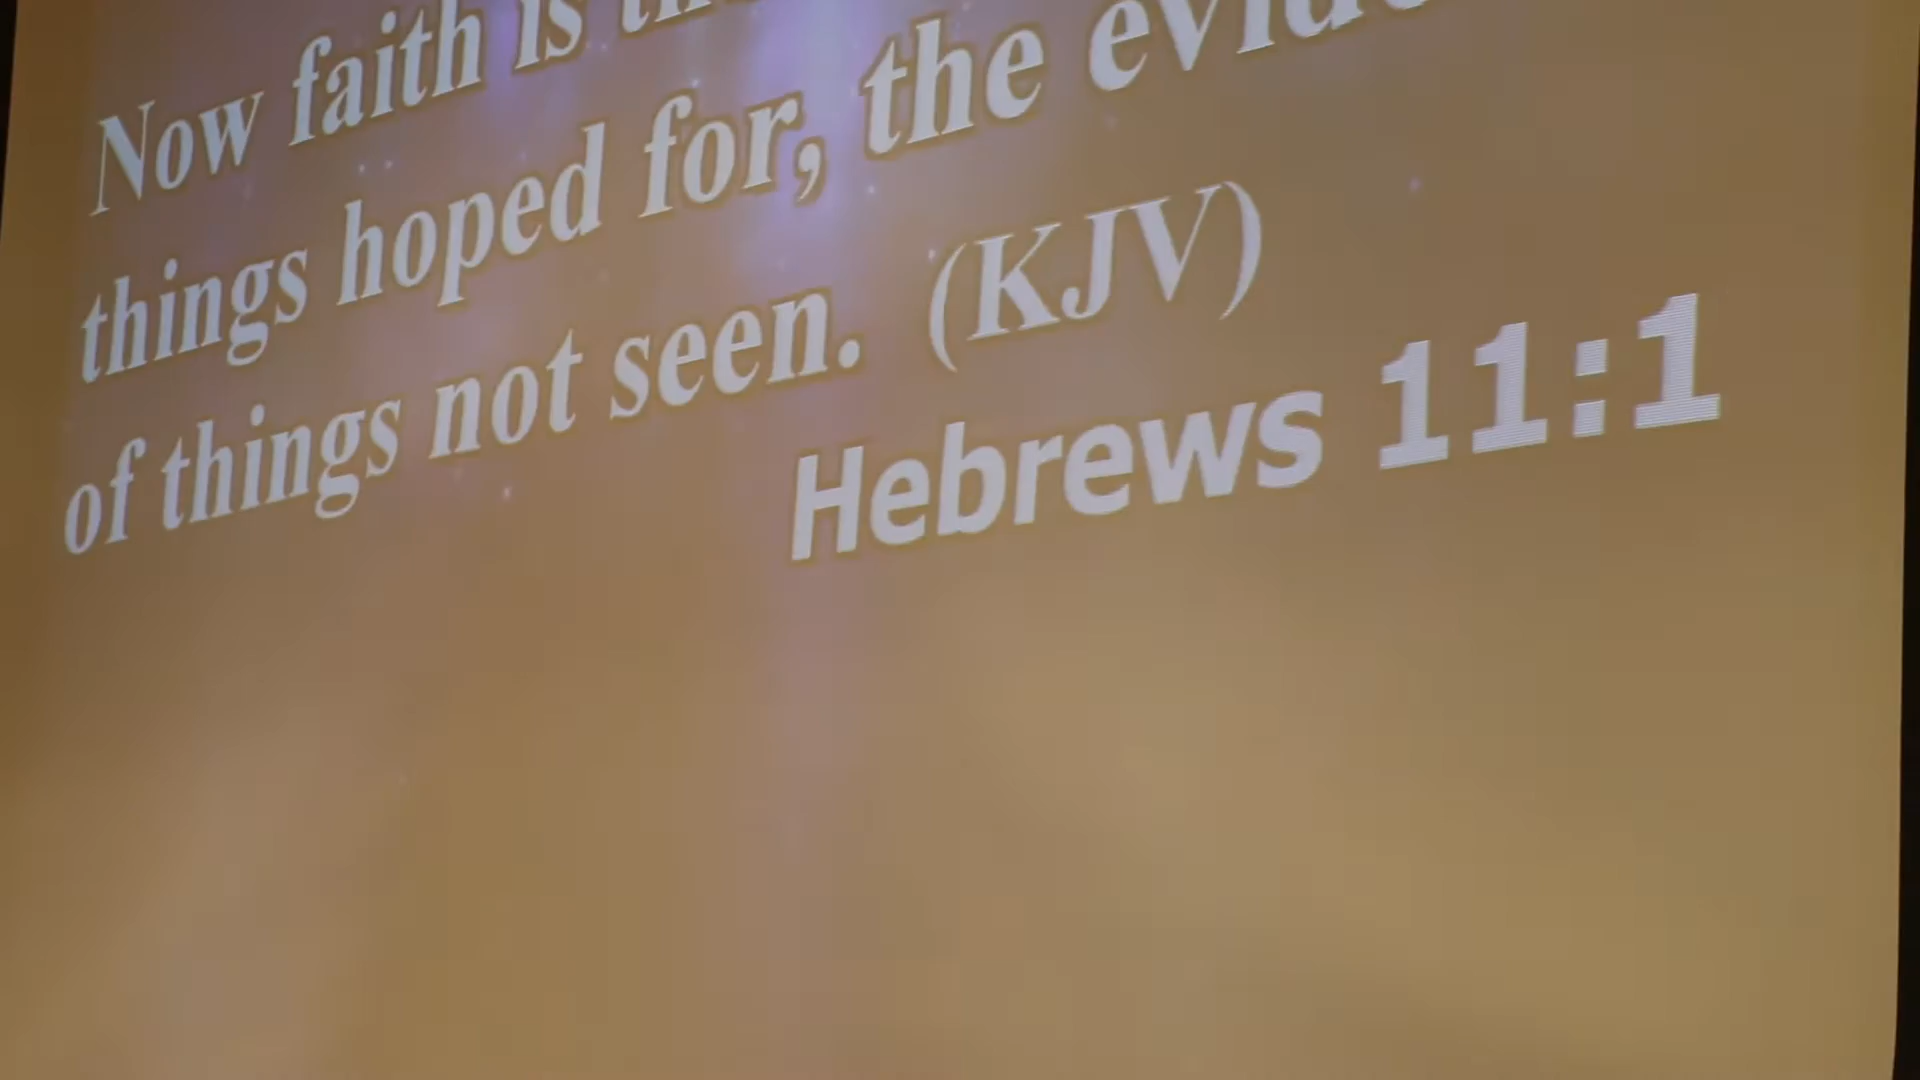 Now faith is
things hoped for, the
of things not seen. (KJV)
Hebrews 11:1